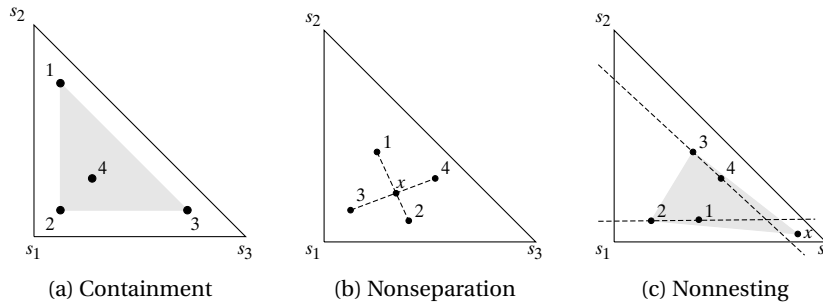 s2
1
4
2
3
s1
s3
(a) Containment
s2
1
x
4
3
2
s1
s3
(b) Nonseparation
s2
3
4
2
1
x
s1
s
(c) Nonnesting